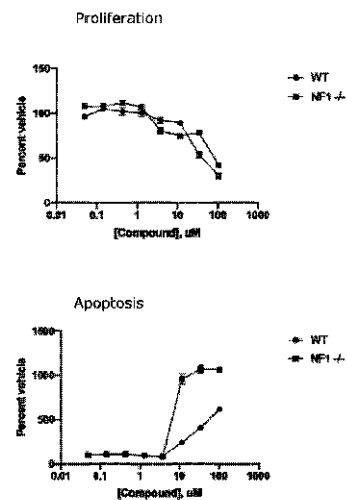 Proliferation
150
100
50
0
Percent vehicle
0.01 0.1 1 10 100 1000
[Compound], uM
WT
NF1 -/-
Apoptosis
1500
1000
500
0
Percent vehicle
0.01 0.1 1 10 100 1000
[Compound], uM
WT
NF1 -/-